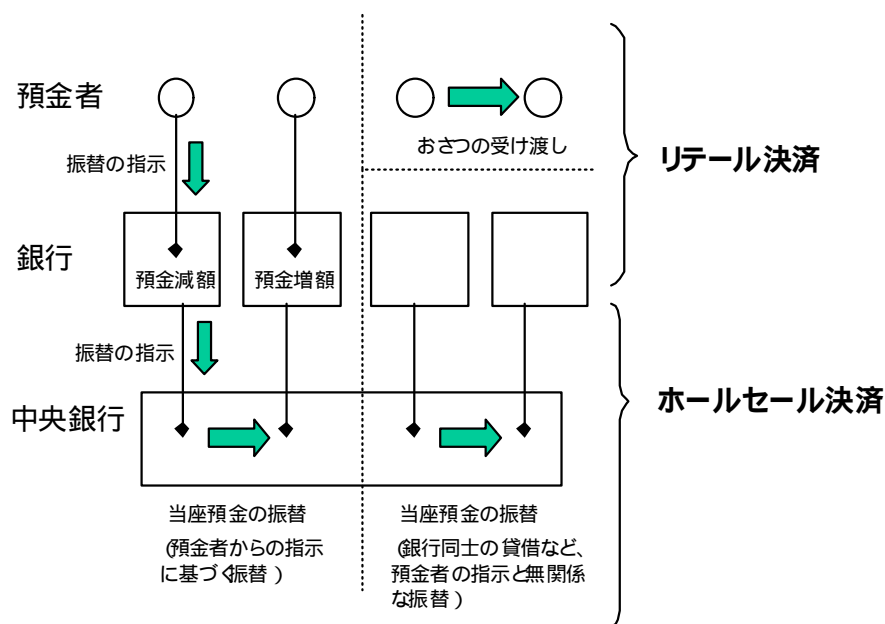 預金者
おさつの受け渡し
振替の指示
リテール決済
銀行
預金減額
預金増額
振替の指示
ホールセール決済
中央銀行
当座預金の振替
(預金者からの指示
に基づく振替)
当座預金の振替
(銀行同士の貸借など、
預金者の指示と無関係
な振替)